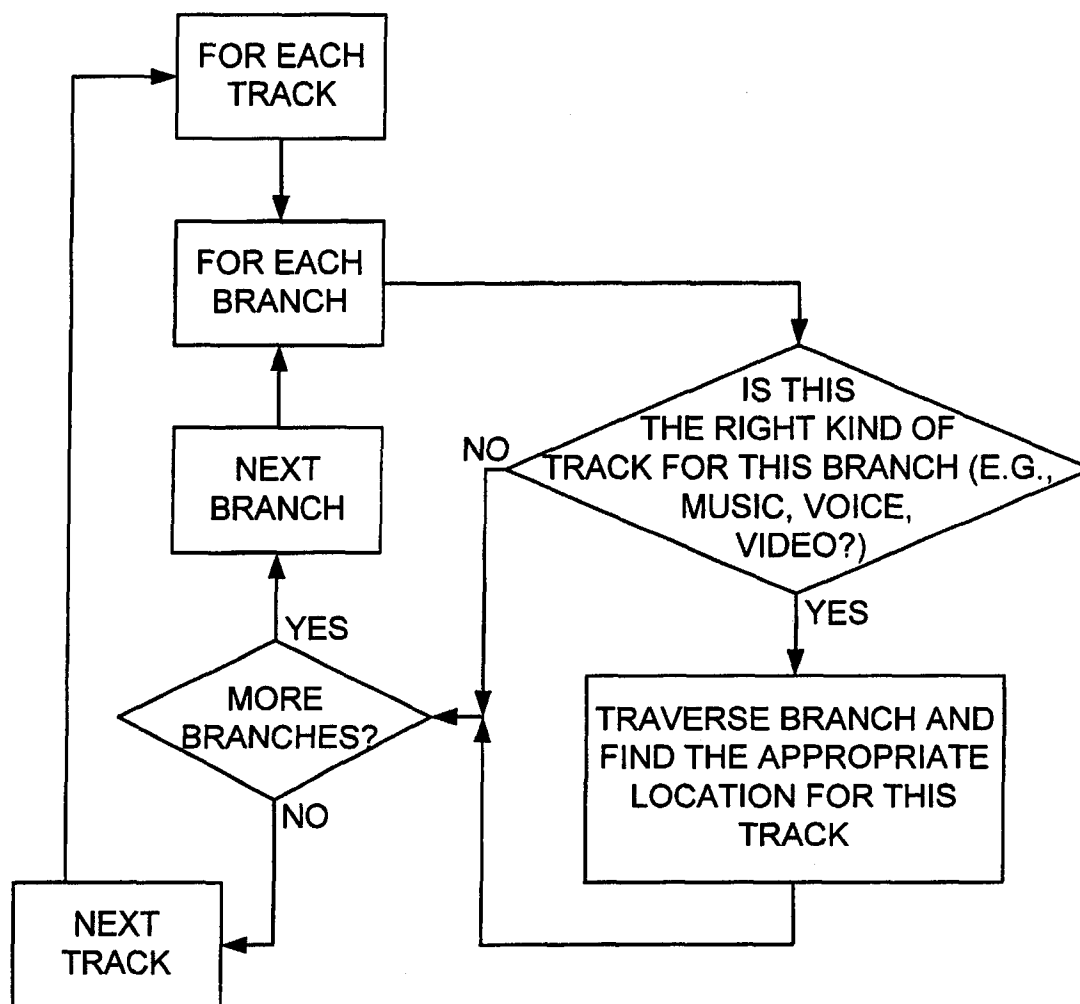 FOR EACH
TRACK
FOR EACH
BRANCH
IS THIS
THE RIGHT KIND OF
TRACK FOR THIS BRANCH (E.G.,
MUSIC, VOICE,
VIDEO?)
NO
NEXT
BRANCH
YES
YES
MORE
BRANCHES?
TRAVERSE BRANCH AND
FIND THE APPROPRIATE
LOCATION FOR THIS
TRACK
NO
NEXT
TRACK